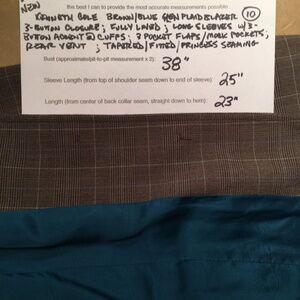 NEW
this best I can to provide the most accurate measurements possible
KENNETH COLE BROWN/BLUE GLEN PLAID BLAZER 10
3-BUTTON CLOSURE; FULLY LINED; LONG SLEEVES W/3-
BUTTON ACCENTED CUFFS; 3 POCKET FLAPS/MOCK POCKETS;
REAR VENT; TAPERED/FITTED/PRINCESS SEAMING
Bust (approximate/pit-to-pit measurement x 2): 38"
Sleeve Length (from top of shoulder seam down to end of sleeve): 25"
Length (from center of back collar seam, straight down to hem): 23"